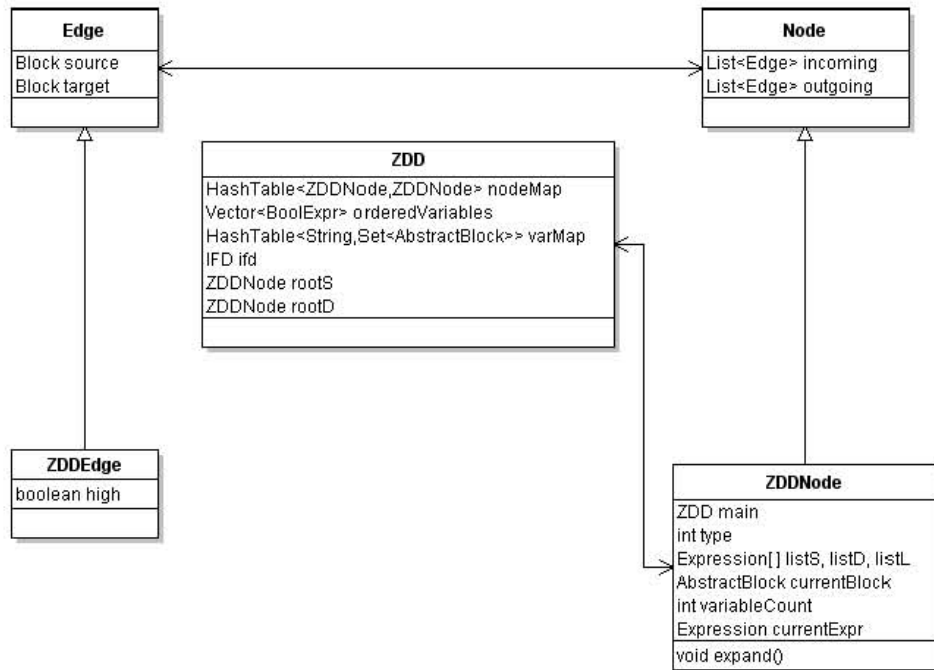 Edge
Block source
Block target
Node
List<Edge> incoming
List<Edge> outgoing
ZDD
HashTable<ZDDNode,ZDDNode> nodeMap
Vector<BoolExpr> orderedVariables
HashTable<String,Set<AbstractBlock>> varMap
IFD ifd
ZDDNode rootS
ZDDNode rootD
ZDDEdge
boolean high
ZDDNode
ZDD main
int type
Expression[] listS, listD, listL
AbstractBlock currentBlock
int variableCount
Expression currentExpr
void expand()